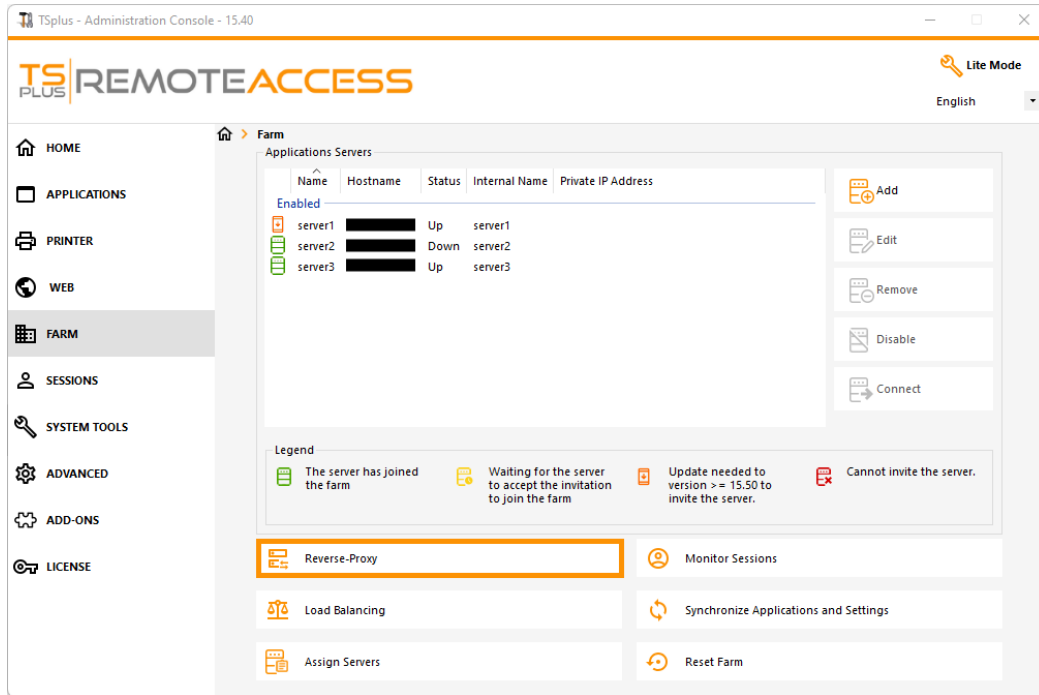 TSplus - Administration Console - 15.40
TS PLUS REMOTEACCESS
Lite Mode
English
HOME
APPLICATIONS
PRINTER
WEB
FARM
SESSIONS
SYSTEM TOOLS
ADVANCED
ADD-ONS
LICENSE
Farm
Applications Servers
Name Hostname Status Internal Name Private IP Address
Enabled
server1 Up server1
server2 Down server2
server3 Up server3
Add
Edit
Remove
Disable
Connect
Legend
The server has joined
the farm
Waiting for the server
to accept the invitation
to join the farm
Update needed to
version >= 15.50 to
invite the server.
Cannot invite the server.
Reverse-Proxy
Monitor Sessions
Load Balancing
Synchronize Applications and Settings
Assign Servers
Reset Farm